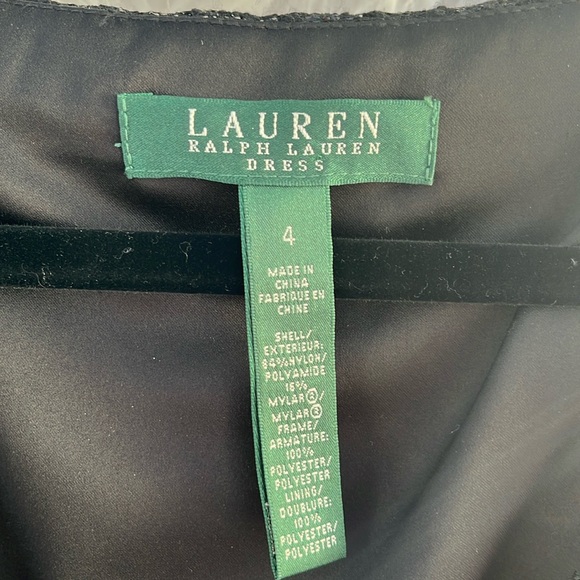 LAUREN
RALPH LAUREN
DRESS
4
MADE IN
CHINA
FABRIQUE EN
CHINE
SHELL/
EXTERIEUR:
84%NYLON/
POLYAMIDE
16%
MYLAR®/
MYLAR®
FRAME/
ARMATURE:
100%
POLYESTER/
POLYESTER
LINING/
DOUBLURE:
100%
POLYESTER/
POLYESTER